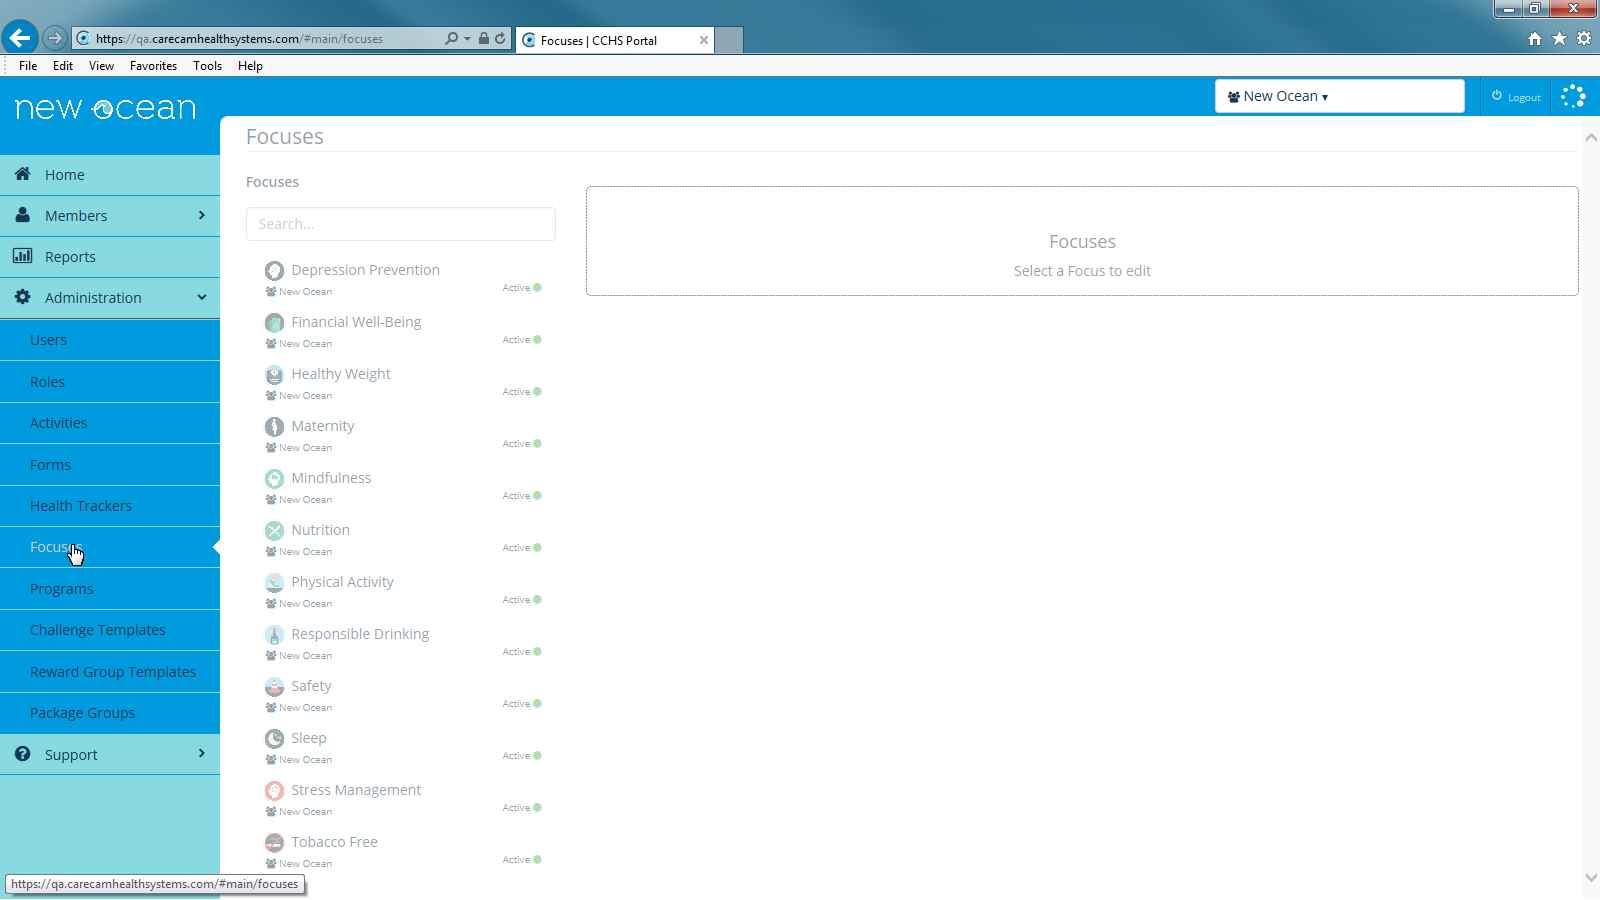 https://qa.carecamhealthsystems.com/#main/focuses
Focuses | CCHS Portal
File Edit View Favorites Tools Help
new ocean
New Ocean
Logout
Home
Members
Reports
Administration
Users
Roles
Activities
Forms
Health Trackers
Focuses
Programs
Challenge Templates
Reward Group Templates
Package Groups
Support
Focuses
Focuses
Search...
Depression Prevention
New Ocean Active
Financial Well-Being
New Ocean Active
Healthy Weight
New Ocean Active
Maternity
New Ocean Active
Mindfulness
New Ocean Active
Nutrition
New Ocean Active
Physical Activity
New Ocean Active
Responsible Drinking
New Ocean Active
Safety
New Ocean Active
Sleep
New Ocean Active
Stress Management
New Ocean Active
Tobacco Free
New Ocean Active
Focuses
Select a Focus to edit
https://qa.carecamhealthsystems.com/#main/focuses